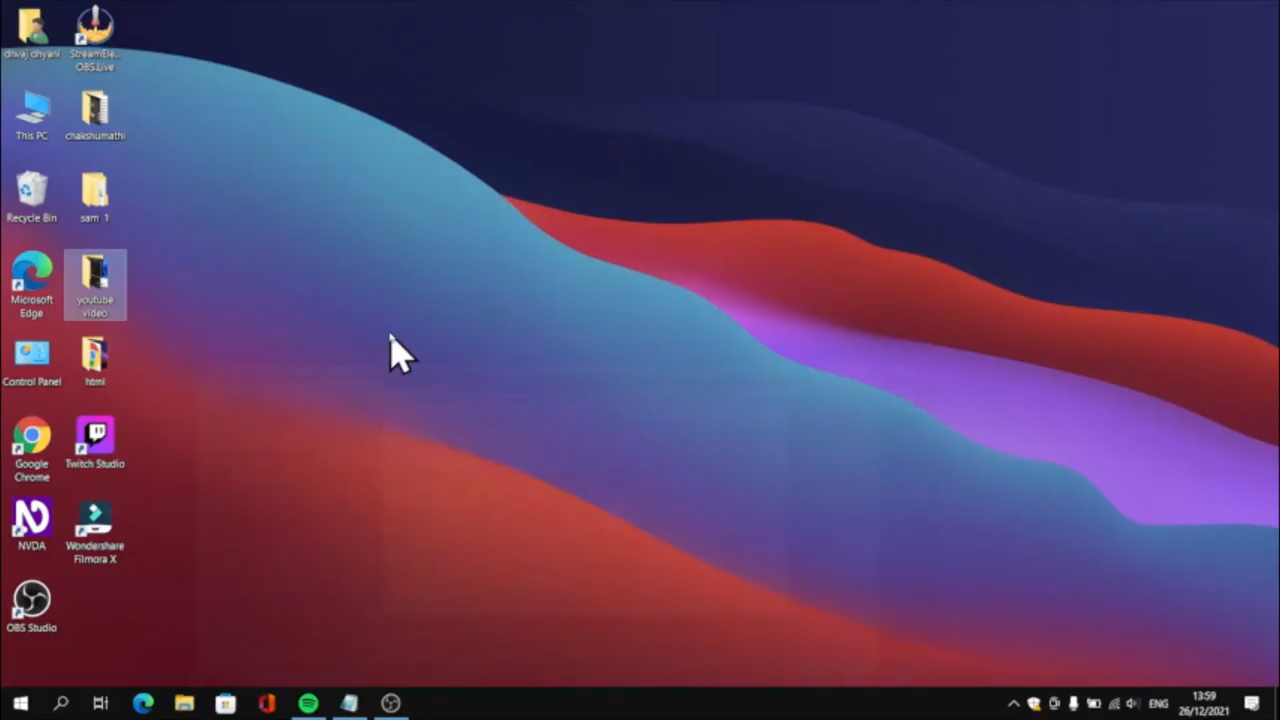 dhvaj dhyani
StreamEle...
OBS.Live
This PC
chakshumathi
Recycle Bin
sam 1
Microsoft
Edge
youtube
video
Control Panel
html
Google
Chrome
Twitch Studio
NVDA
Wondershare
Filmora X
OBS Studio
ENG
13:59
26/12/2021